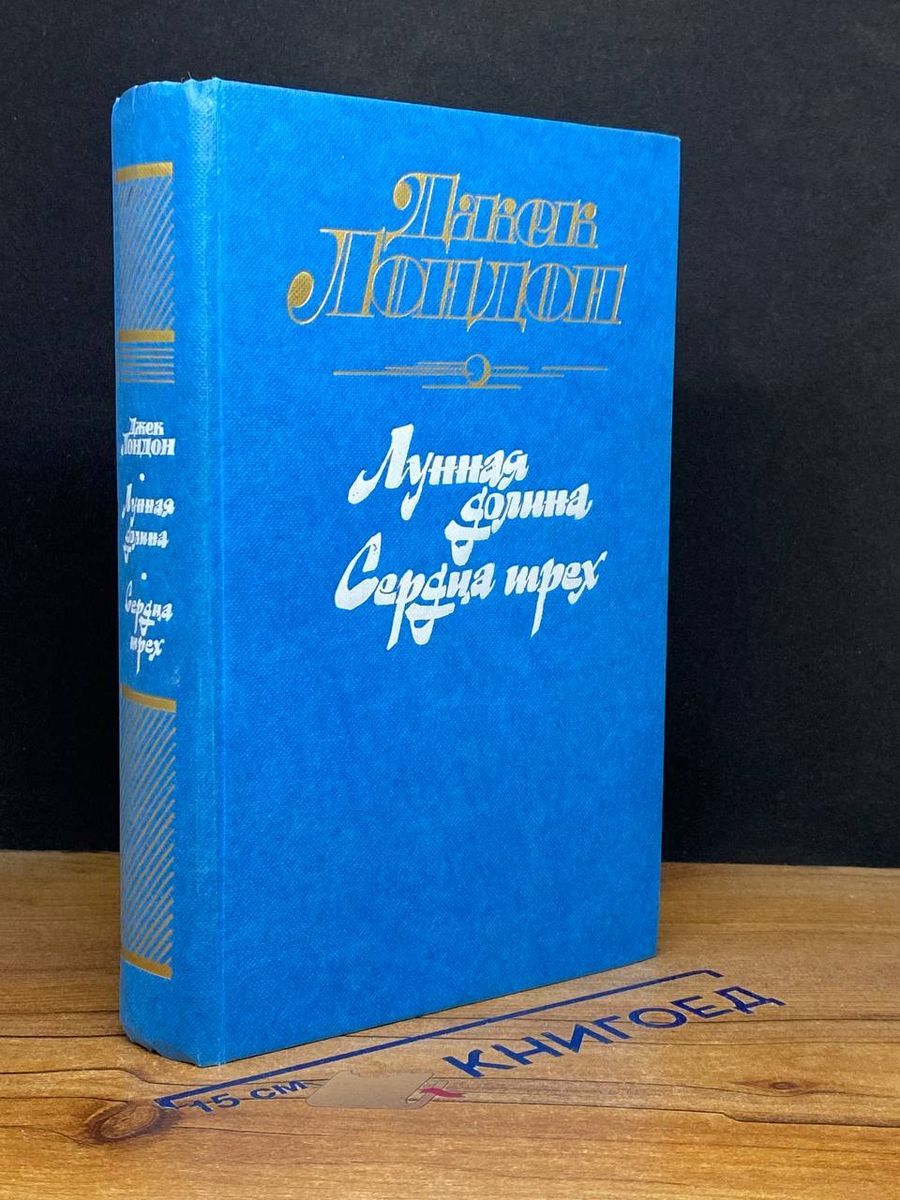 Джек
Лондон
Лунная
долина
Сердца трех
Джек
Лондон
Лунная
долина
Сердца
трех
15 см
КНИГОЕД